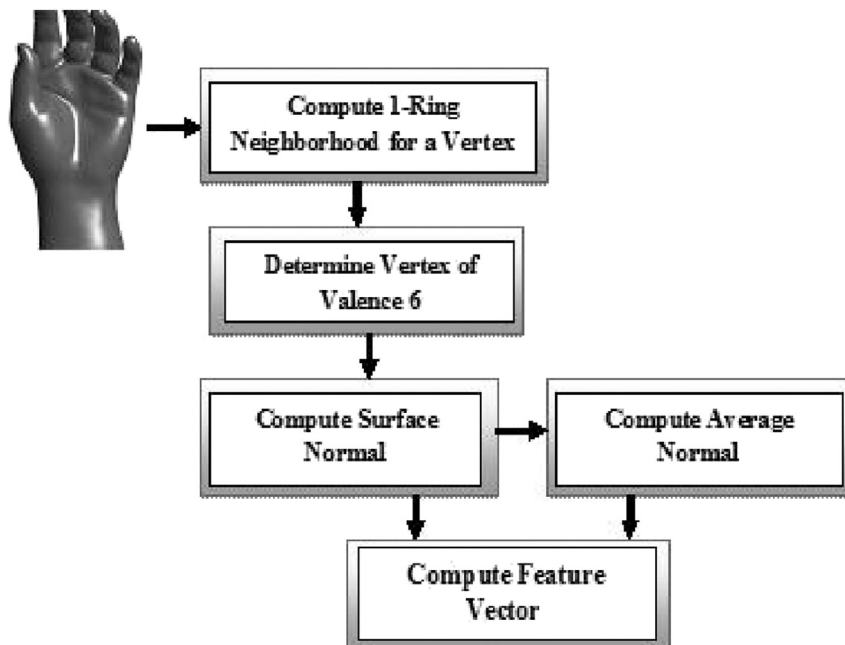 Compute 1-Ring
Neighborhood for a Vertex
Determine Vertex of
Valence 6
Compute Surface
Normal
Compute Average
Normal
Compute Feature
Vector